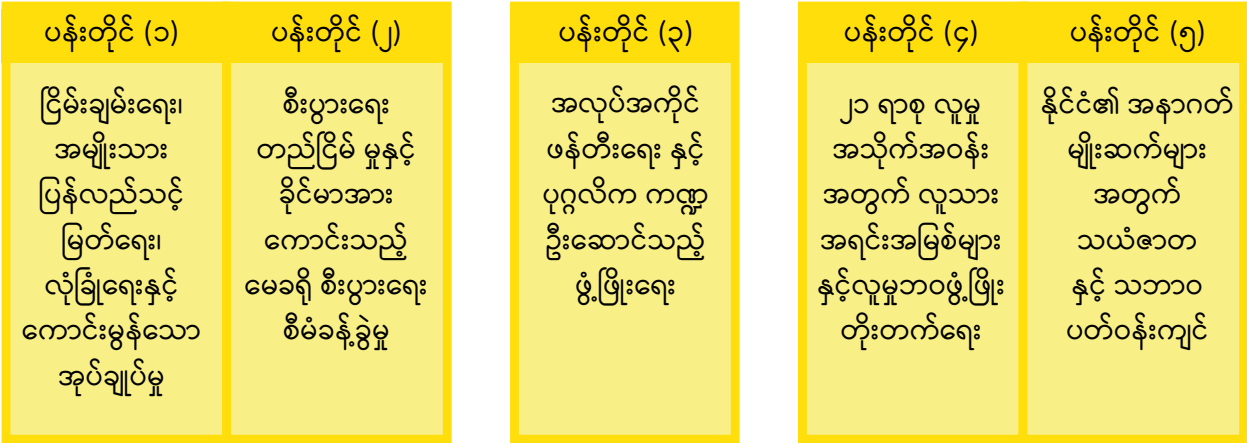 ပန်းတိုင် (၁)
ငြိမ်းချမ်းရေး၊
အမျိုးသား
ပြန်လည်သင့်
မြတ်ရေး၊
လုံခြုံရေးနှင့်
ကောင်းမွန်သော
အုပ်ချုပ်မှု
ပန်းတိုင် (၂)
စီးပွားရေး
တည်ငြိမ် မှုနှင့်
ခိုင်မာအား
ကောင်းသည့်
မေခရို စီးပွားရေး
စီမံခန့်ခွဲမှု
ပန်းတိုင် (၃)
အလုပ်အကိုင်
ဖန်တီးရေး နှင့်
ပုဂ္ဂလိက ကဏ္ဍ
ဦးဆောင်သည့်
ဖွံ့ဖြိုးရေး
ပန်းတိုင် (၄)
၂၁ ရာစု လူမှု
အသိုက်အဝန်း
အတွက် လူသား
အရင်းအမြစ်များ
နှင့်လူမှုဘဝဖွံ့ဖြိုး
တိုးတက်ရေး
ပန်းတိုင် (၅)
နိုင်ငံ၏ အနာဂတ်
မျိုးဆက်များ
အတွက်
သယံဇာတ
နှင့် သဘာဝ
ပတ်ဝန်းကျင်